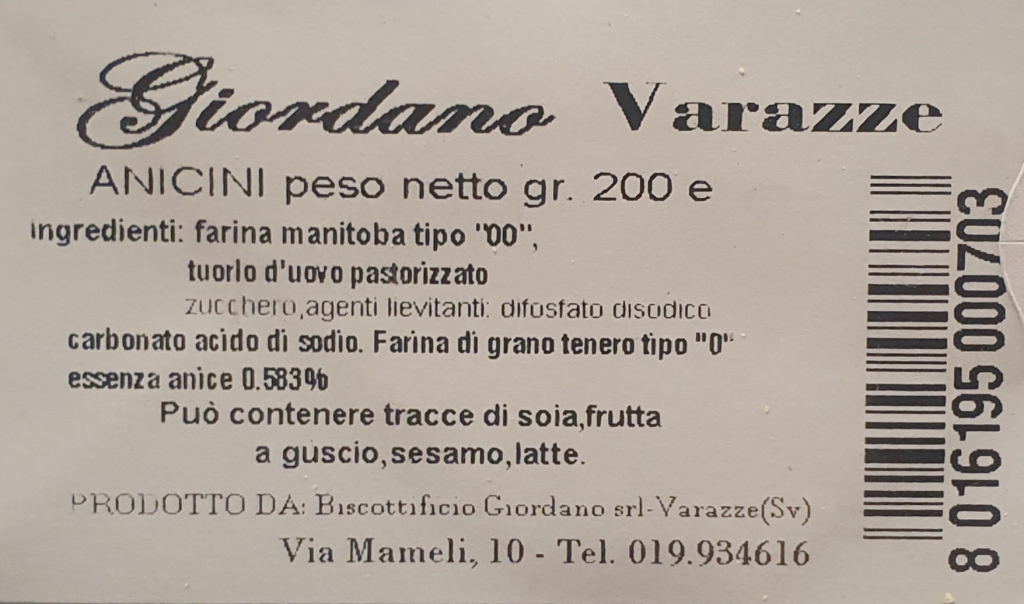 Giordano Varazze
ANICINI peso netto gr. 200 e
Ingredienti: farina manitoba tipo "00",
tuorlo d'uovo pastorizzato
zucchero,agenti lievitanti: difosfato disodico
carbonato acido di sodio. Farina di grano tenero tipo "0"
essenza anice 0.583%
Può contenere tracce di soia,frutta
a guscio,sesamo,latte.
PRODOTTO DA: Biscottificio Giordano srl-Varazze(Sv)
Via Mameli, 10 - Tel. 019.934616
8 016195 000703